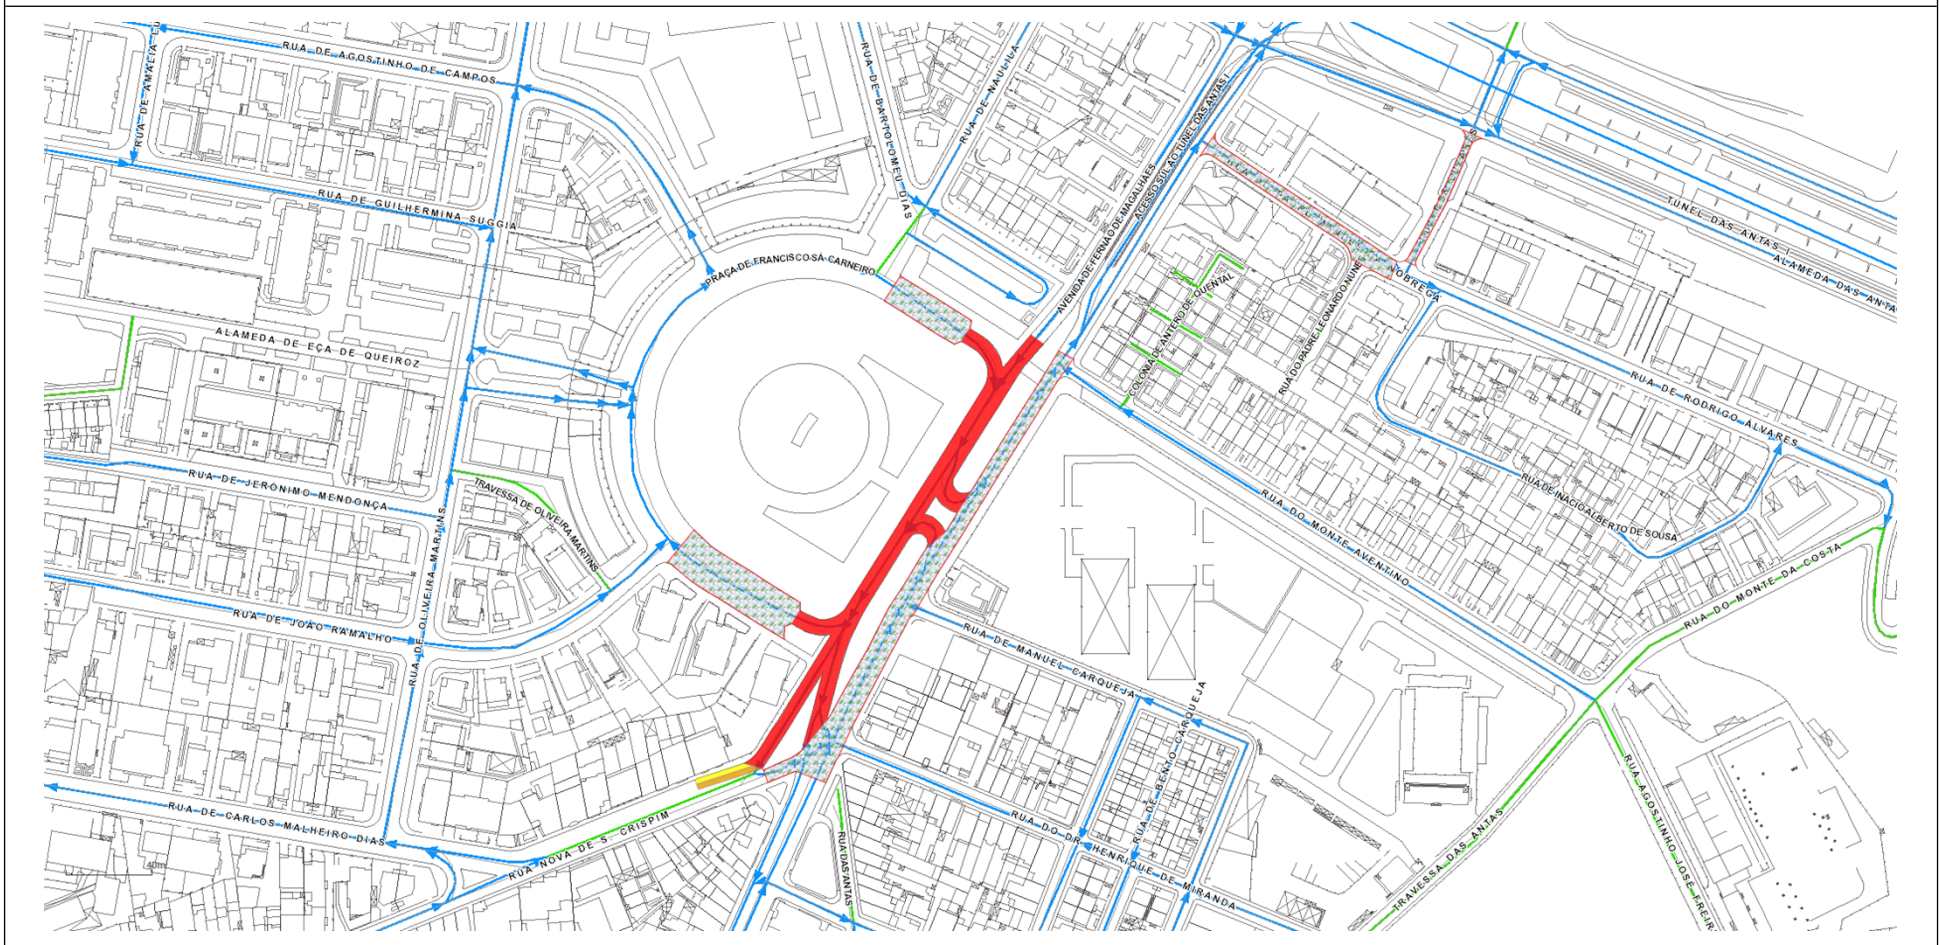 RUA DE AGOSTINHO DE CAMPOS
RUA DE AMÁLIA
RUA DE BARTOLOMEU DIAS
RUA DE NAULILA
RUA DE GUILHERMINA SUGGIA
PRAÇA DE FRANCISCO SÁ CARNEIRO
AVENIDA DE FERNÃO DE MAGALHÃES
ACESSO SUL AO TUNEL DAS ANTAS I
TUNEL DAS ANTAS I
ALAMEDA DAS ANTAS
NOBREGA
COLONIA DE ANTERO DE QUENTAL
RUA DO PADRE LEONARDO NUNE
ALAMEDA DE EÇA DE QUEIROZ
RUA DE RODRIGO ALVARES
RUA DE JERÓNIMO MENDONÇA
TRAVESSA DE OLIVEIRA MARTINS
RUA DE OLIVEIRA MARTINS
RUA DO MONTE AVENTINO
RUA DE INÁCIO ALBERTO DE SOUSA
RUA DO MONTE DA COSTA
RUA DE JOÃO RAMALHO
RUA DE MANUEL CARQUEJA
RUA DE BENTO CARQUEJA
RUA DE CARLOS MALHEIRO DIAS
RUA NOVA DE S. CRISPIM
RUA DAS ANTAS
RUA DO DR. HENRIQUE DE MIRANDA
TRAVESSA DAS ANTAS
RUA AGOSTINHO JOSÉ FREIR